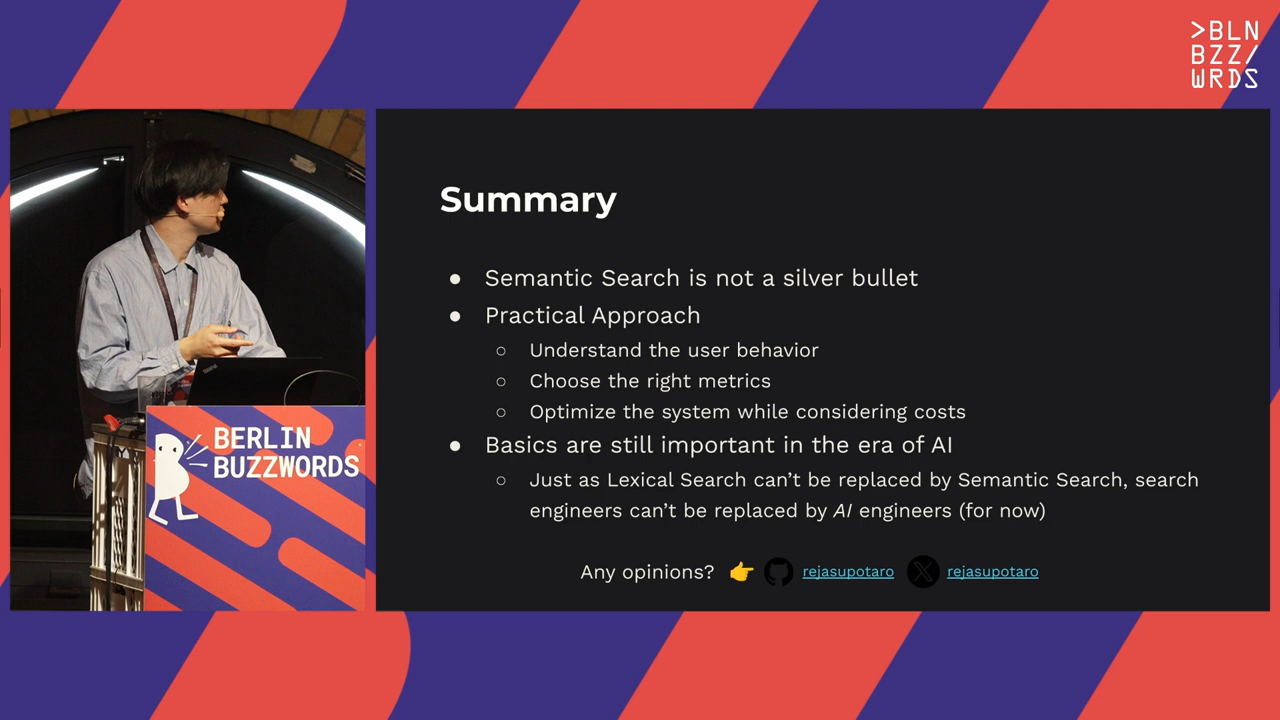 >BLN
BZZ/
WRDS
Summary
● Semantic Search is not a silver bullet
● Practical Approach
○ Understand the user behavior
○ Choose the right metrics
○ Optimize the system while considering costs
● Basics are still important in the era of AI
○ Just as Lexical Search can’t be replaced by Semantic Search, search
engineers can’t be replaced by AI engineers (for now)
Any opinions? 👉 rejasupotaro rejasupotaro
BERLIN
BUZZWORDS